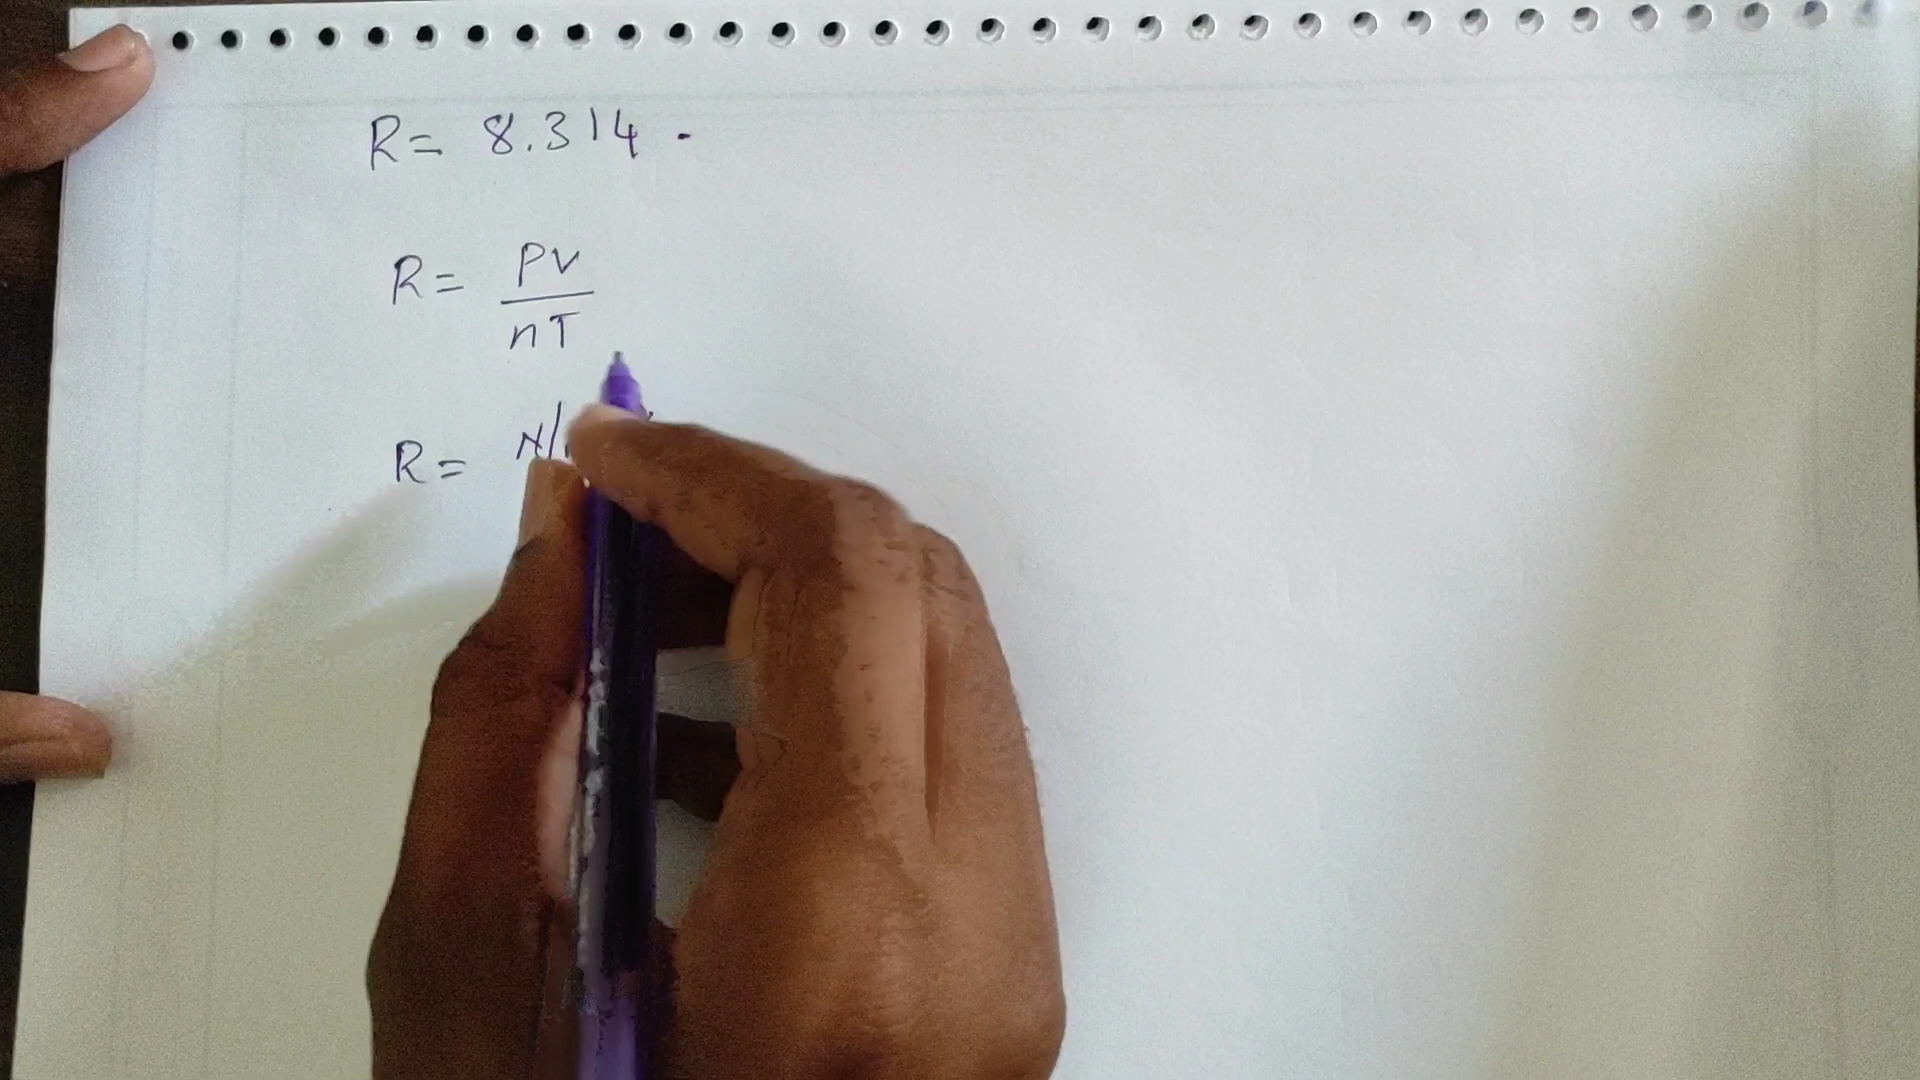 R = 8.314 .
R = PV
nT
R = N/